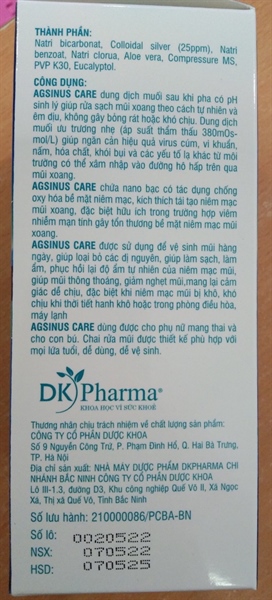 THÀNH PHẦN:
Natri bicarbonat, Colloidal silver (25ppm), Natri
benzoat, Natri clorua, Aloe vera, Compressure MS,
PVP K30, Eucalyptol.
CÔNG DỤNG:
AGSINUS CARE dung dịch muối sau khi pha có pH
sinh lý giúp rửa sạch mũi xoang theo cách tự nhiên và
êm dịu, không gây bỏng rát hoặc khó chịu. Dung dịch
muối ưu trương nhẹ (áp suất thẩm thấu 380mOs-
mol/L) giúp ngăn cản hiệu quả virus cúm, vi khuẩn,
nấm, hóa chất, khói bụi và các yếu tố lạ khác từ môi
trường có thể xâm nhập vào đường hô hấp trên qua
mũi xoang.
AGSINUS CARE chứa nano bạc có tác dụng chống
oxy hóa bề mặt niêm mạc, kích thích tái tạo niêm mạc
mũi xoang, đặc biệt hữu ích trong trường hợp viêm
nhiễm mạn tính gây tổn thương bề mặt niêm mạc mũi
xoang.
AGSINUS CARE được sử dụng để vệ sinh mũi hàng
ngày, giúp loại bỏ các dị nguyên, giúp làm sạch, làm
ẩm, phục hồi lại độ ẩm tự nhiên của niêm mạc mũi,
giúp mũi thông thoáng, giảm nghẹt mũi,mang lại cảm
giác dễ chịu, đặc biệt khi niêm mạc mũi bị khô, khó
chịu khi thời tiết hanh khô hoặc trong phòng điều hòa,
máy lạnh
AGSINUS CARE dùng được cho phụ nữ mang thai và
cho con bú. Chai rửa mũi được thiết kế phù hợp với
mọi lứa tuổi, dễ dùng, dễ vệ sinh.
DK Pharma®
KHOA HỌC VÌ SỨC KHOẺ
Thương nhân chịu trách nhiệm về chất lượng sản phẩm:
CÔNG TY CỔ PHẦN DƯỢC KHOA
Số 9 Nguyễn Công Trứ, P. Phạm Đình Hổ, Q. Hai Bà Trưng,
TP. Hà Nội
Địa chỉ sản xuất: NHÀ MÁY DƯỢC PHẨM DKPHARMA CHI
NHÁNH BẮC NINH CÔNG TY CỔ PHẦN DƯỢC KHOA
Lô III-1.3, đường D3, Khu công nghiệp Quế Võ II, Xã Ngọc
Xá, Thị xã Quế Võ, Tỉnh Bắc Ninh
Số lưu hành: 210000086/PCBA-BN
Số lô: 0020522
NSX: 070522
HSD: 070525